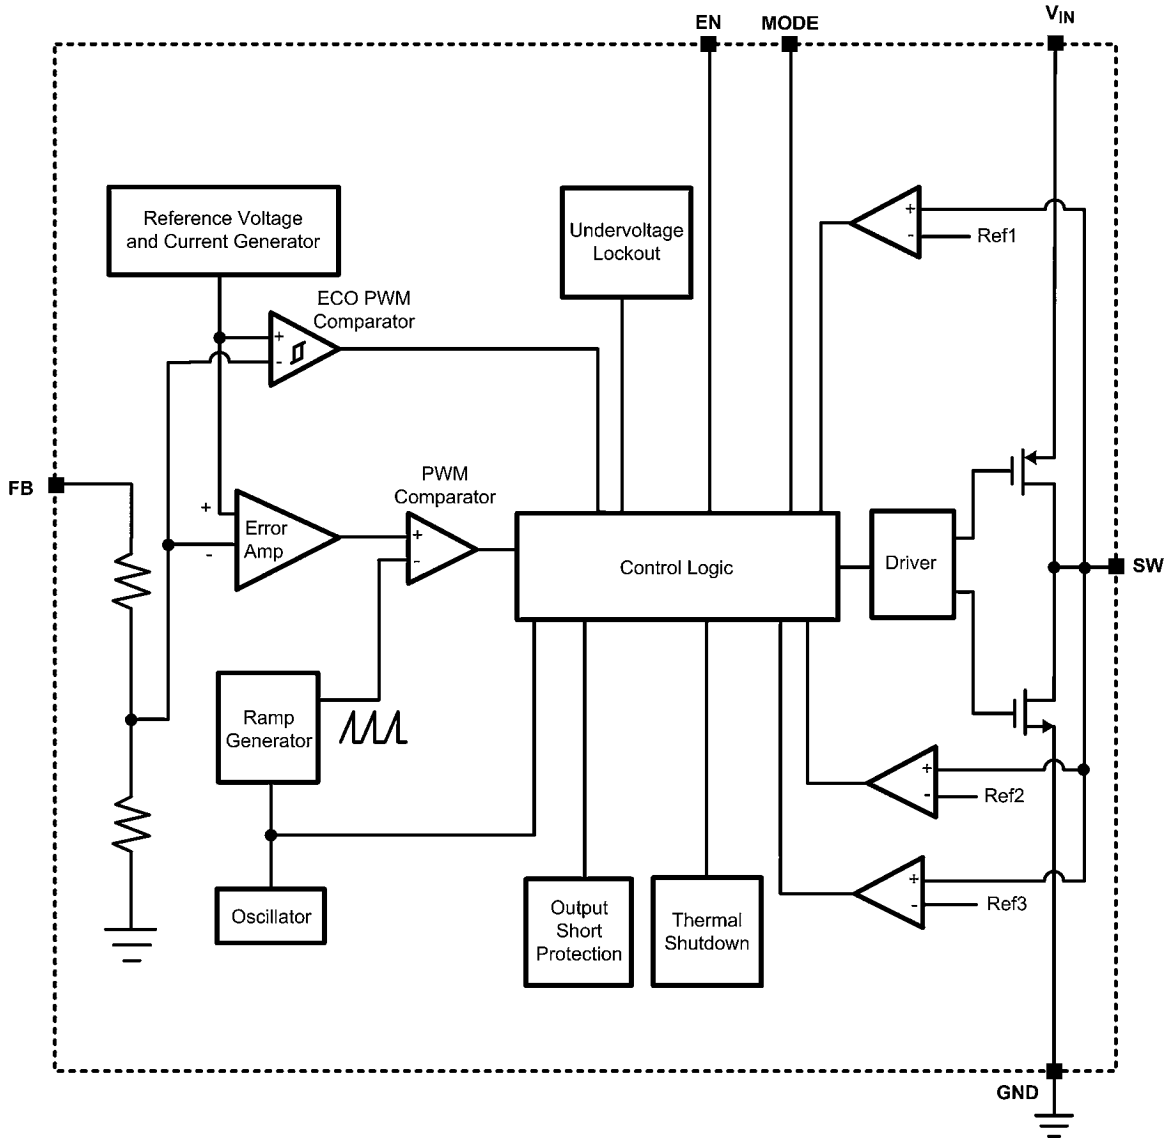 EN
MODE
VIN
Reference Voltage
and Current Generator
Undervoltage
Lockout
+
-
Ref1
ECO PWM
Comparator
+
-
FB
PWM
Comparator
+
-
Error
Amp
+
-
Control Logic
Driver
SW
Ramp
Generator
+
-
Ref2
Oscillator
Output
Short
Protection
Thermal
Shutdown
+
-
Ref3
GND